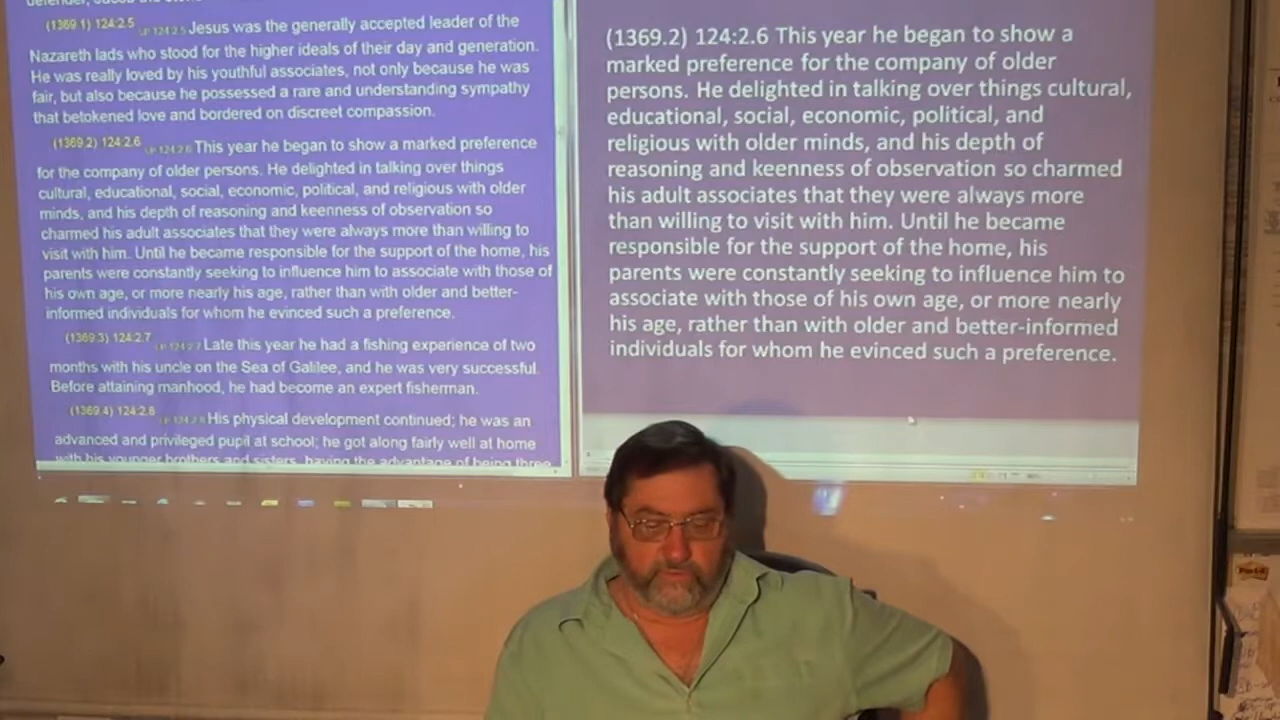 (1369.1) 124:2.5 Jesus was the generally accepted leader of the
Nazareth lads who stood for the higher ideals of their day and generation.
He was really loved by his youthful associates, not only because he was
fair, but also because he possessed a rare and understanding sympathy
that betokened love and bordered on discreet compassion.
(1369.2) 124:2.6 This year he began to show a marked preference
for the company of older persons. He delighted in talking over things
cultural, educational, social, economic, political, and religious with older
minds, and his depth of reasoning and keenness of observation so
charmed his adult associates that they were always more than willing to
visit with him. Until he became responsible for the support of the home, his
parents were constantly seeking to influence him to associate with those of
his own age, or more nearly his age, rather than with older and better-
informed individuals for whom he evinced such a preference.
(1369.3) 124:2.7 Late this year he had a fishing experience of two
months with his uncle on the Sea of Galilee, and he was very successful.
Before attaining manhood, he had become an expert fisherman.
(1369.4) 124:2.8 His physical development continued; he was an
advanced and privileged pupil at school; he got along fairly well at home
with his younger brothers and sisters, having the advantage of being three
(1369.2) 124:2.6 This year he began to show a
marked preference for the company of older
persons. He delighted in talking over things cultural,
educational, social, economic, political, and
religious with older minds, and his depth of
reasoning and keenness of observation so charmed
his adult associates that they were always more
than willing to visit with him. Until he became
responsible for the support of the home, his
parents were constantly seeking to influence him to
associate with those of his own age, or more nearly
his age, rather than with older and better-informed
individuals for whom he evinced such a preference.